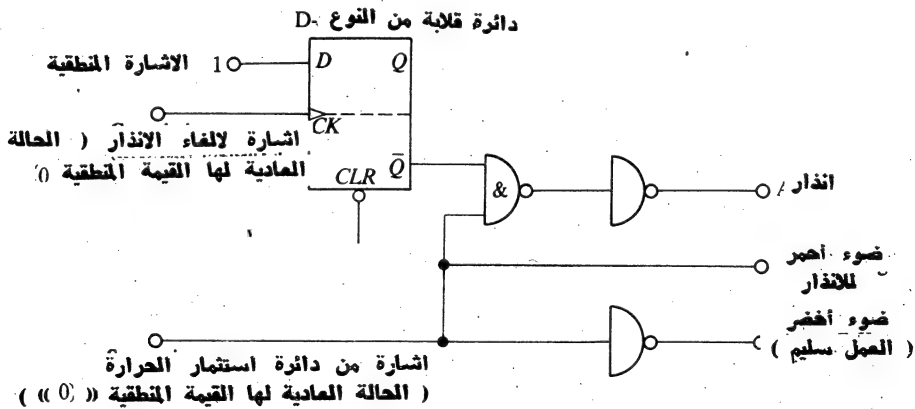 دائرة قلابة من النوع -D
الاشارة المنطقية 1
D Q
CK
اشارة لالغاء الانذار ( الحالة
العادية لها القيمة المنطقية 0
CLR Q̄
&
انذار
ضوء أحمر
للانذار
ضوء أخضر
( العمل سليم )
اشارة من دائرة استثمار الحرارة
( الحالة العادية لها القيمة المنطقية (( 0 )) )